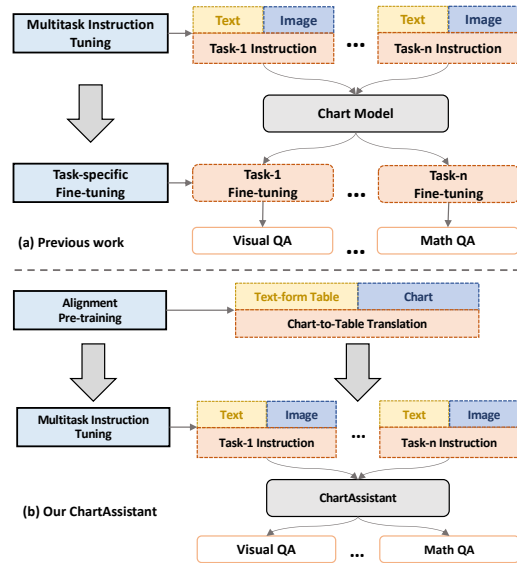 Multitask Instruction
Tuning
Text Image
Task-1 Instruction
...
Text Image
Task-n Instruction
Chart Model
Task-specific
Fine-tuning
Task-1
Fine-tuning
...
Task-n
Fine-tuning
(a) Previous work
Visual QA
...
Math QA
Alignment
Pre-training
Text-form Table Chart
Chart-to-Table Translation
Multitask Instruction
Tuning
Text Image
Task-1 Instruction
...
Text Image
Task-n Instruction
ChartAssistant
(b) Our ChartAssistant
Visual QA
...
Math QA